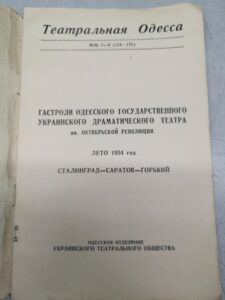 Театральная Одесса
ГАСТРОЛИ ОДЕССКОГО ГОСУДАРСТВЕННОГО
УКРАИНСКОГО ДРАМАТИЧЕСКОГО ТЕАТРА
им. ОКТЯБРЬСКОЙ РЕВОЛЮЦИИ
ЛЕТО 1954 год
СТАЛИНГРАД—САРАТОВ—ГОРЬКИЙ
ОДЕССКОЕ ОТДЕЛЕНИЕ
УКРАИНСКОГО ТЕАТРАЛЬНОГО ОБЩЕСТВА